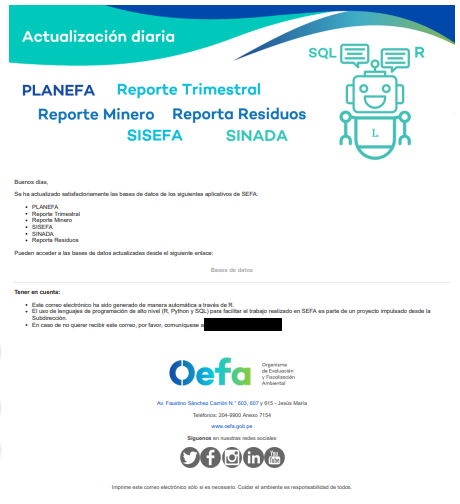 Actualización diaria
SQL
R
PLANEFA Reporte Trimestral
Reporte Minero Reporta Residuos
SISEFA SINADA
L
Buenos días,
Se ha actualizado satisfactoriamente las bases de datos de los siguientes aplicativos de SEFA:
• PLANEFA
• Reporte Trimestral
• Reporte Minero
• SISEFA
• SINADA
• Reporta Residuos
Pueden acceder a las bases de datos actualizadas desde el siguiente enlace:
Bases de datos
Tener en cuenta:
• Este correo electrónico ha sido generado de manera automática a través de R.
• El uso de lenguajes de programación de alto nivel (R, Python y SQL) para facilitar el trabajo realizado en SEFA es parte de un proyecto impulsado desde la
Subdirección.
• En caso de no querer recibir este correo, por favor, comuníquese a
Oefa
Organismo
de Evaluación
y Fiscalización
Ambiental
Av. Faustino Sánchez Carrión N.° 603, 607 y 615 - Jesús María
Teléfonos: 204-9900 Anexo 7154
www.oefa.gob.pe
Síguenos en nuestras redes sociales
You
Tube
Imprime este correo electrónico sólo si es necesario. Cuidar el ambiente es responsabilidad de todos.